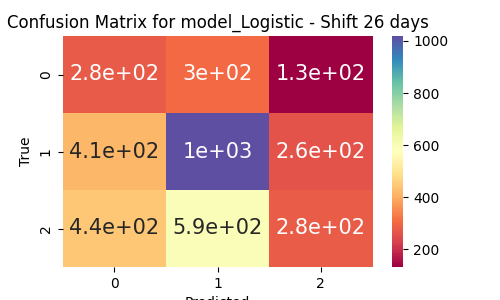 Confusion Matrix for model_Logistic - Shift 26 days
0 2.8e+02 3e+02 1.3e+02
1 4.1e+02 1e+03 2.6e+02
2 4.4e+02 5.9e+02 2.8e+02
True
0 1 2
Predicted
1000
800
600
400
200